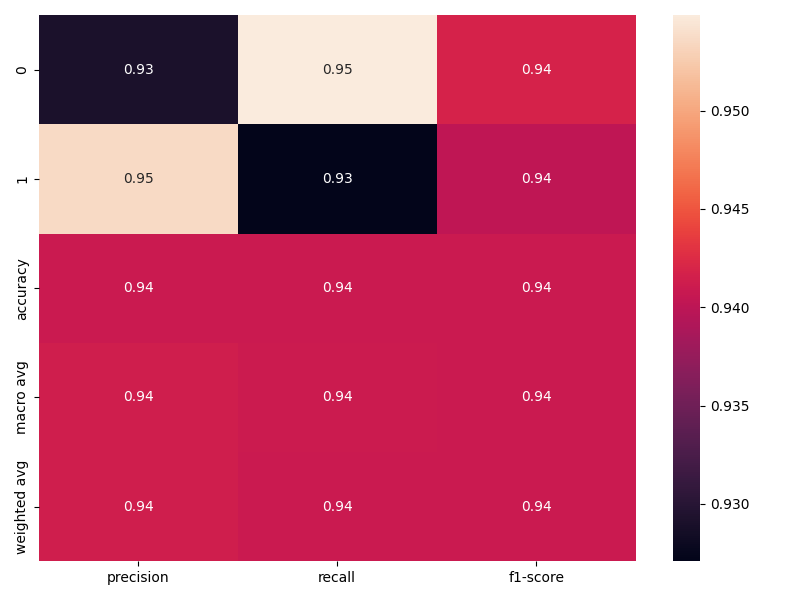 0 0.93 0.95 0.94
1 0.95 0.93 0.94
accuracy 0.94 0.94 0.94
macro avg 0.94 0.94 0.94
weighted avg 0.94 0.94 0.94
precision recall f1-score
0.950
0.945
0.940
0.935
0.930